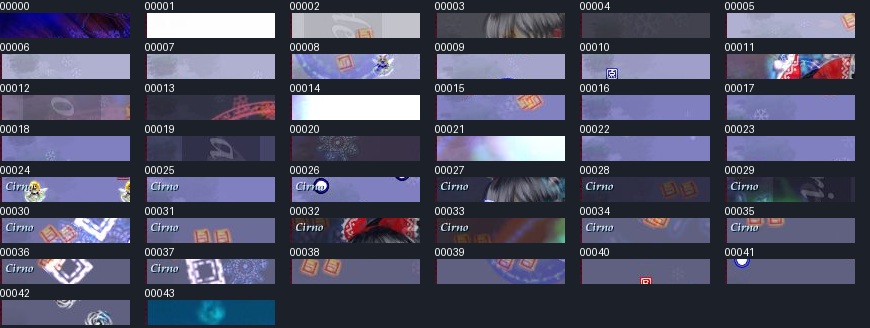 00000 00001 00002 00003 00004 00005
00006 00007 00008 00009 00010 00011
00012 00013 00014 00015 00016 00017
00018 00019 00020 00021 00022 00023
00024 00025 00026 00027 00028 00029
Cirno Cirno Cirno Cirno Cirno Cirno
00030 00031 00032 00033 00034 00035
Cirno Cirno Cirno Cirno Cirno Cirno
00036 00037 00038 00039 00040 00041
Cirno Cirno
00042 00043